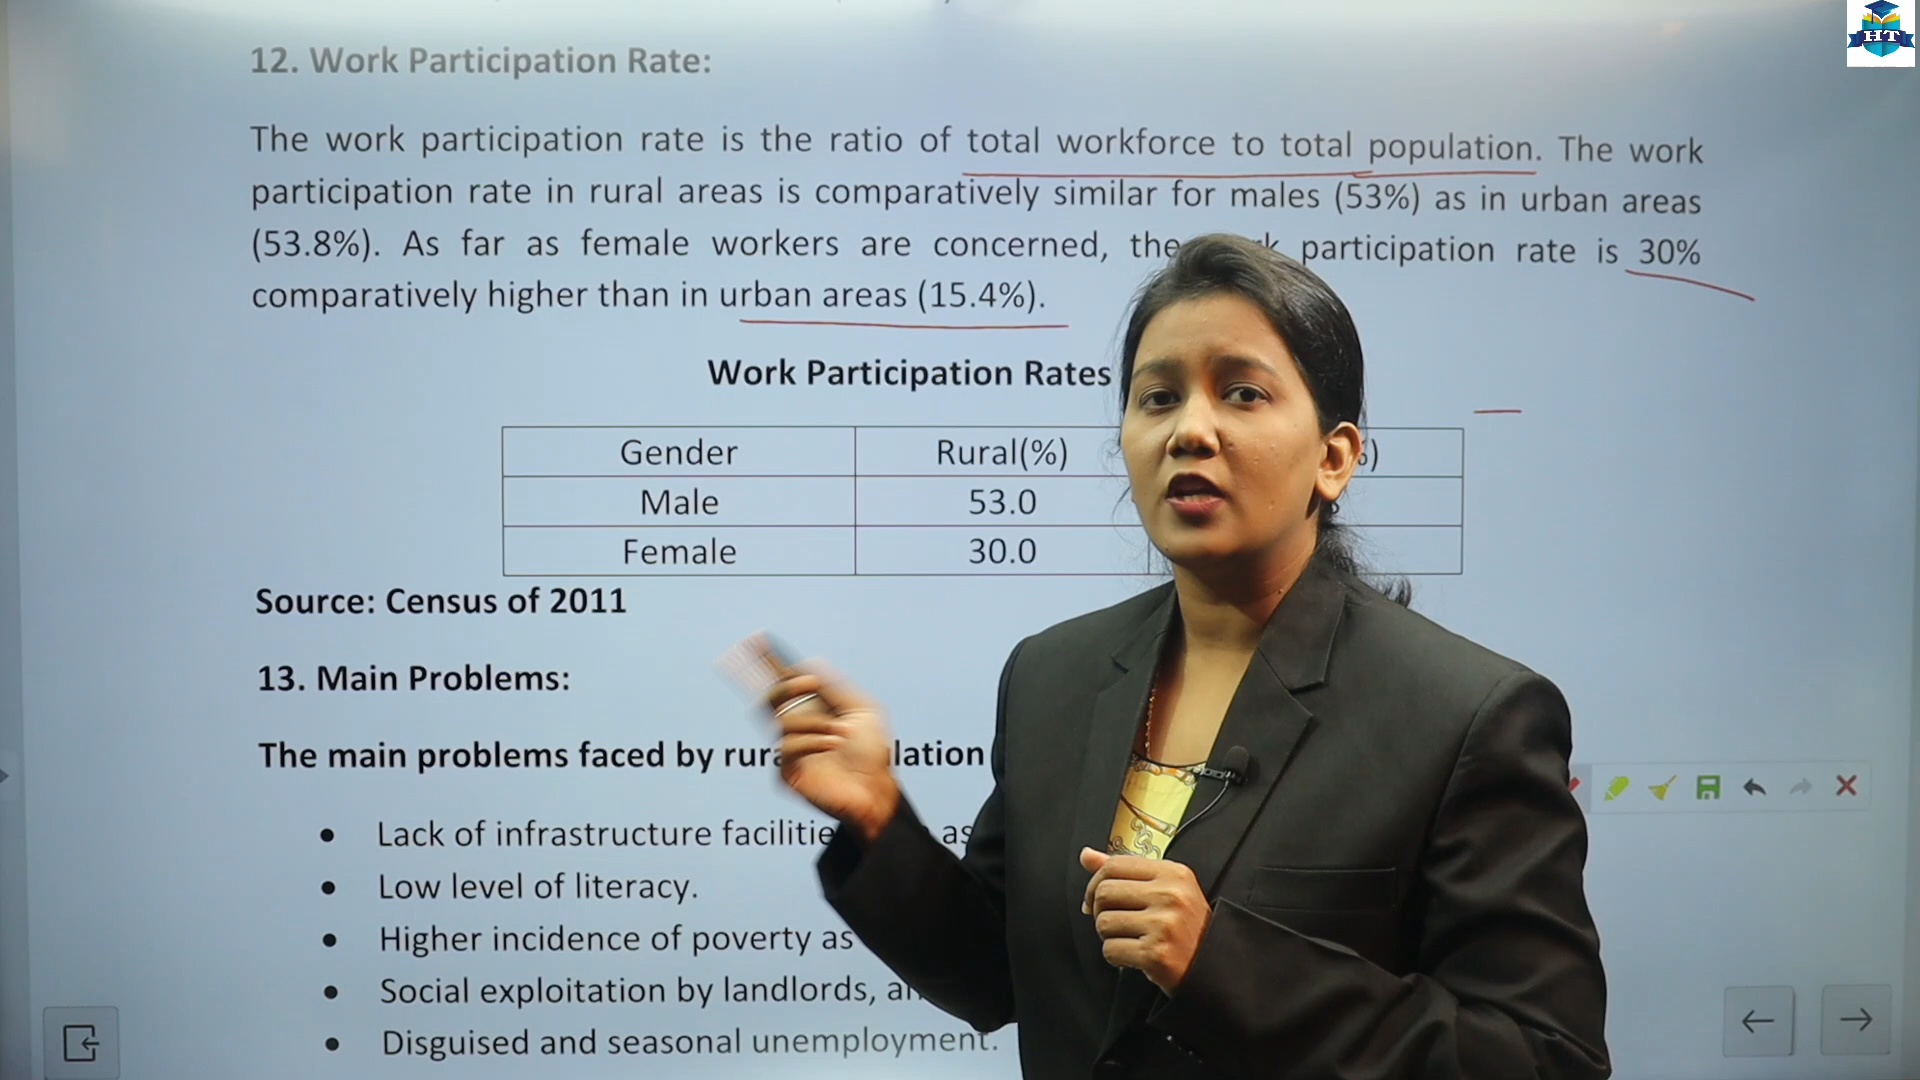 HT
12. Work Participation Rate:
The work participation rate is the ratio of total workforce to total population. The work
participation rate in rural areas is comparatively similar for males (53%) as in urban areas
(53.8%). As far as female workers are concerned, the participation rate is 30%
comparatively higher than in urban areas (15.4%).
Work Participation Rates
Gender Rural(%)
Male 53.0
Female 30.0
Source: Census of 2011
13. Main Problems:
The main problems faced by
Lack of infrastructure as
Low level of literacy.
Higher incidence of poverty as
Social exploitation by landlords,
Disguised and seasonal unemployment.